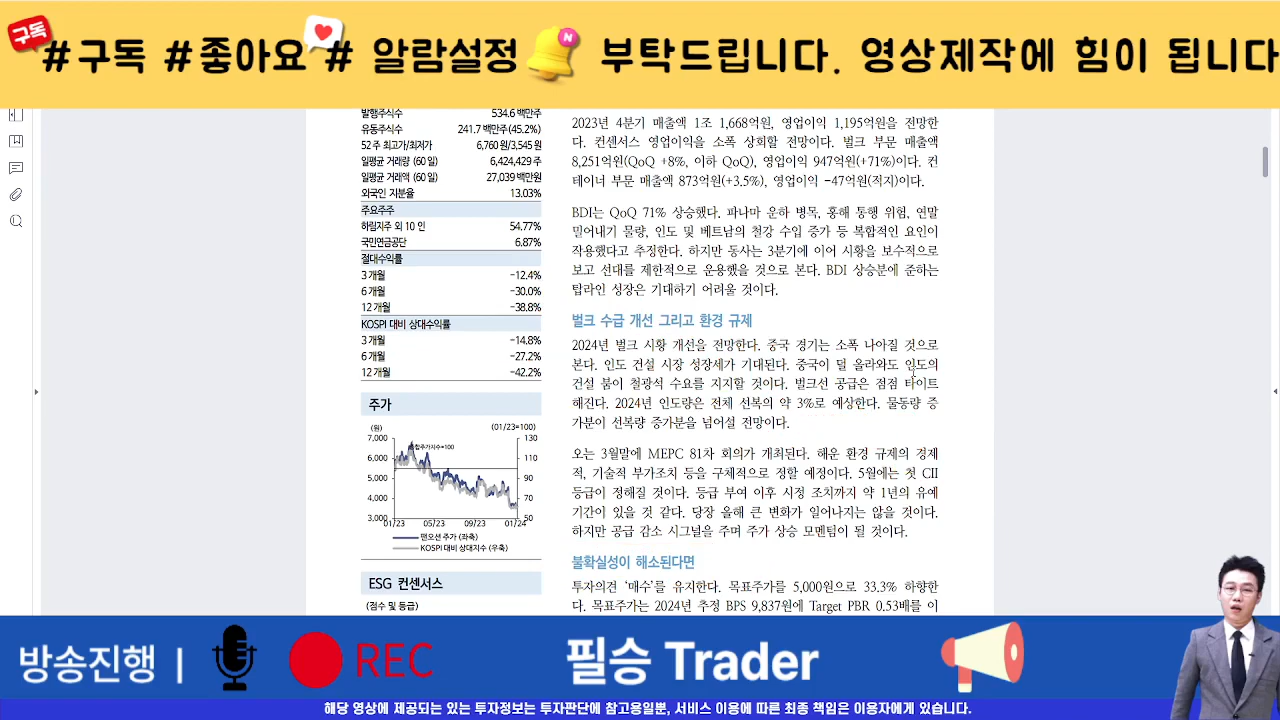 구독
#구독 #좋아요 # 알람설정 N 부탁드립니다. 영상제작에 힘이 됩니다
발행주식수 534.6 백만주
유동주식수 241.7 백만주(45.2%)
52 주 최고가/최저가 6,760 원/3,545 원
일평균 거래량 (60 일) 6,424,429 주
일평균 거래액 (60 일) 27,039 백만원
외국인 지분율 13.03%
주요주주
하림지주 외 10 인 54.77%
국민연금공단 6.87%
절대수익률
3 개월 -12.4%
6 개월 -30.0%
12 개월 -38.8%
KOSPI 대비 상대수익률
3 개월 -14.8%
6 개월 -27.2%
12 개월 -42.2%
주가
(원) (01/23=100)
종합주가지수=100
7,000 130
6,000 110
5,000 90
4,000 70
3,000 50
01/23 05/23 09/23 01/24
팬오션 주가 (좌축)
KOSPI 대비 상대지수 (우축)
ESG 컨센서스
(점수 및 등급)
2023년 4분기 매출액 1조 1,668억원, 영업이익 1,195억원을 전망한
다. 컨센서스 영업이익을 소폭 상회할 전망이다. 벌크 부문 매출액
8,251억원(QoQ +8%, 이하 QoQ), 영업이익 947억원(+71%)이다. 컨
테이너 부문 매출액 873억원(+3.5%), 영업이익 -47억원(적지)이다.
BDI는 QoQ 71% 상승했다. 파나마 운하 병목, 홍해 통행 위험, 연말
밀어내기 물량, 인도 및 베트남의 철강 수입 증가 등 복합적인 요인이
작용했다고 추정한다. 하지만 동사는 3분기에 이어 시황을 보수적으로
보고 선대를 제한적으로 운용했을 것으로 본다. BDI 상승분에 준하는
탑라인 성장은 기대하기 어려울 것이다.
벌크 수급 개선 그리고 환경 규제
2024년 벌크 시황 개선을 전망한다. 중국 경기는 소폭 나아질 것으로
본다. 인도 건설 시장 성장세가 기대된다. 중국이 덜 올라와도 인도의
건설 붐이 철광석 수요를 지지할 것이다. 벌크선 공급은 점점 타이트
해진다. 2024년 인도량은 전체 선복의 약 3%로 예상한다. 물동량 증
가분이 선복량 증가분을 넘어설 전망이다.
오는 3월말에 MEPC 81차 회의가 개최된다. 해운 환경 규제의 경제
적, 기술적 부가조치 등을 구체적으로 정할 예정이다. 5월에는 첫 CII
등급이 정해질 것이다. 등급 부여 이후 시정 조치까지 약 1년의 유예
기간이 있을 것 같다. 당장 올해 큰 변화가 일어나지는 않을 것이다.
하지만 공급 감소 시그널을 주며 주가 상승 모멘텀이 될 것이다.
불확실성이 해소된다면
투자의견 ‘매수’를 유지한다. 목표주가를 5,000원으로 33.3% 하향한
다. 목표주가는 2024년 추정 BPS 9,837원에 Target PBR 0.53배를 이
방송진행 | REC 필승 Trader
해당 영상에 제공되는 있는 투자정보는 투자판단에 참고용일뿐, 서비스 이용에 따른 최종 책임은 이용자에게 있습니다.